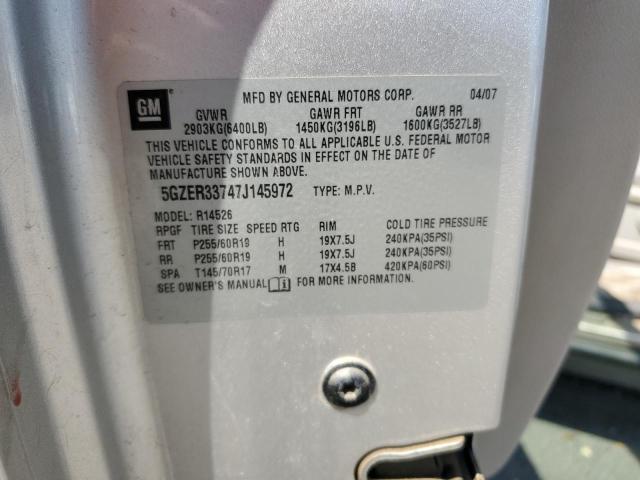 GM
MFD BY GENERAL MOTORS CORP. 04/07
GVWR GAWR FRT GAWR RR
2903KG(6400LB) 1450KG(3196LB) 1600KG(3527LB)
THIS VEHICLE CONFORMS TO ALL APPLICABLE U.S. FEDERAL MOTOR
VEHICLE SAFETY STANDARDS IN EFFECT ON THE DATE OF
MANUFACTURE SHOWN ABOVE.
5GZER33747J145972 TYPE: M.P.V.
MODEL: R14526
RPGF TIRE SIZE SPEED RTG RIM COLD TIRE PRESSURE
FRT P255/60R19 H 19X7.5J 240KPA(35PSI)
RR P255/60R19 H 19X7.5J 240KPA(35PSI)
SPA T145/70R17 M 17X4.5B 420KPA(60PSI)
SEE OWNER'S MANUAL FOR MORE INFORMATION.